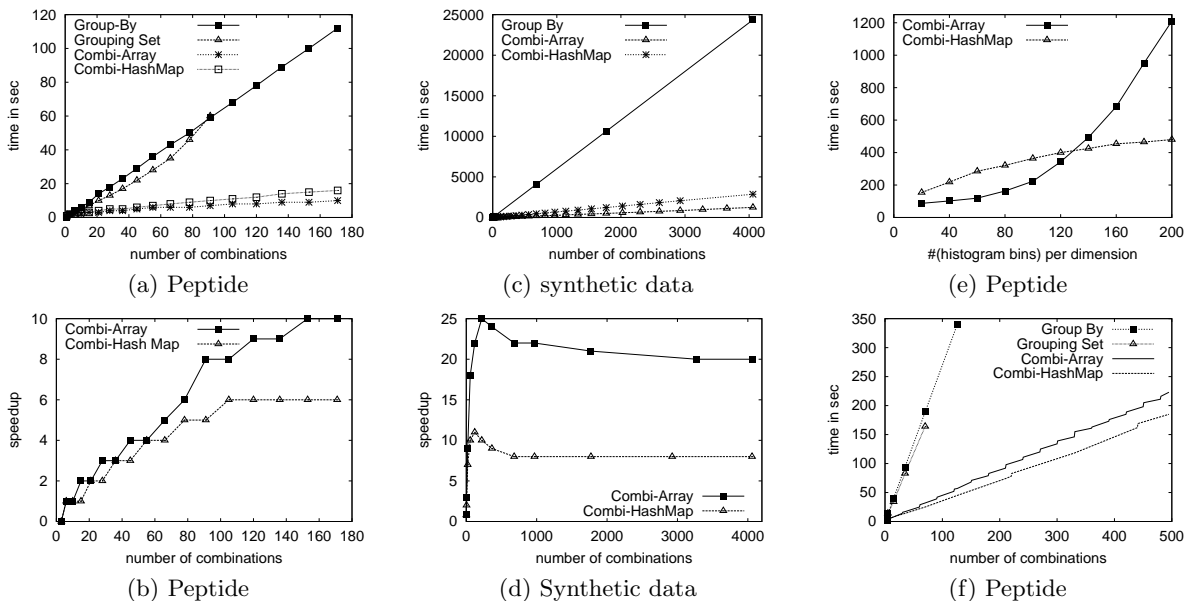 120
100
80
60
40
20
0
time in sec
Group-By
Grouping Set
Combi-Array
Combi-HashMap
0 20 40 60 80 100 120 140 160 180
number of combinations
(a) Peptide
25000
20000
15000
10000
5000
0
time in sec
Group By
Combi-Array
Combi-HashMap
0 1000 2000 3000 4000
number of combinations
(c) synthetic data
1200
1000
800
600
400
200
0
time in sec
Combi-Array
Combi-HashMap
0 40 80 120 160 200
#(histogram bins) per dimension
(e) Peptide
10
8
6
4
2
0
speedup
Combi-Array
Combi-Hash Map
0 20 40 60 80 100 120 140 160 180
number of combinations
(b) Peptide
25
20
15
10
5
0
speedup
Combi-Array
Combi-HashMap
0 1000 2000 3000 4000
number of combinations
(d) Synthetic data
350
300
250
200
150
100
50
0
time in sec
Group By
Grouping Set
Combi-Array
Combi-HashMap
0 100 200 300 400 500
number of combinations
(f) Peptide